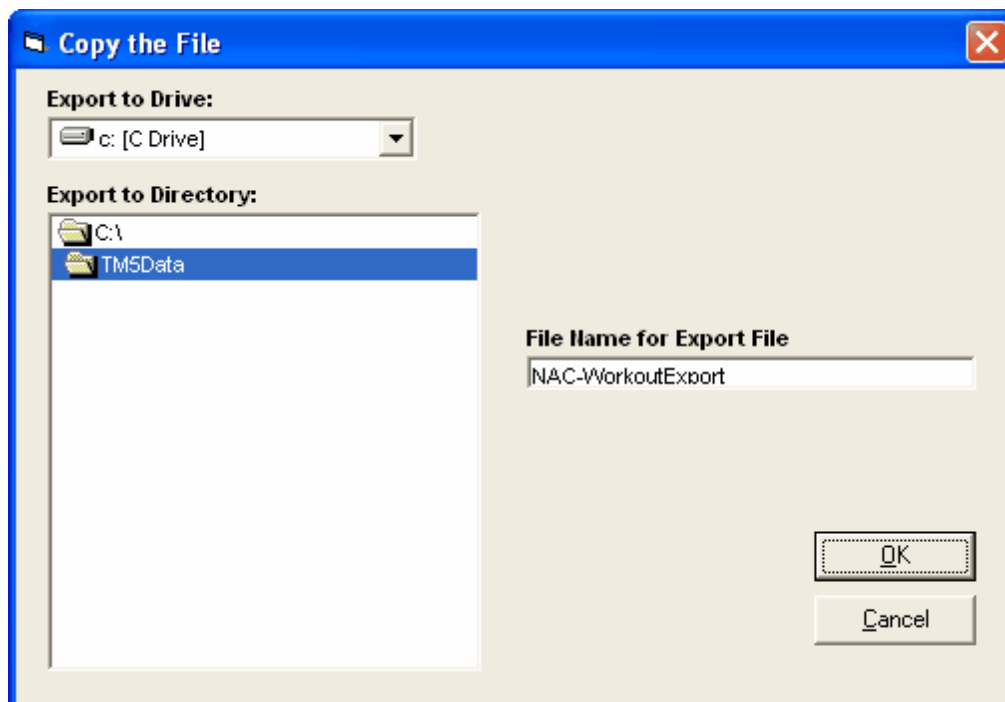 Copy the File
Export to Drive:
c: [C Drive]
Export to Directory:
C:\
TM5Data
File Name for Export File
NAC-WorkoutExport
OK
Cancel